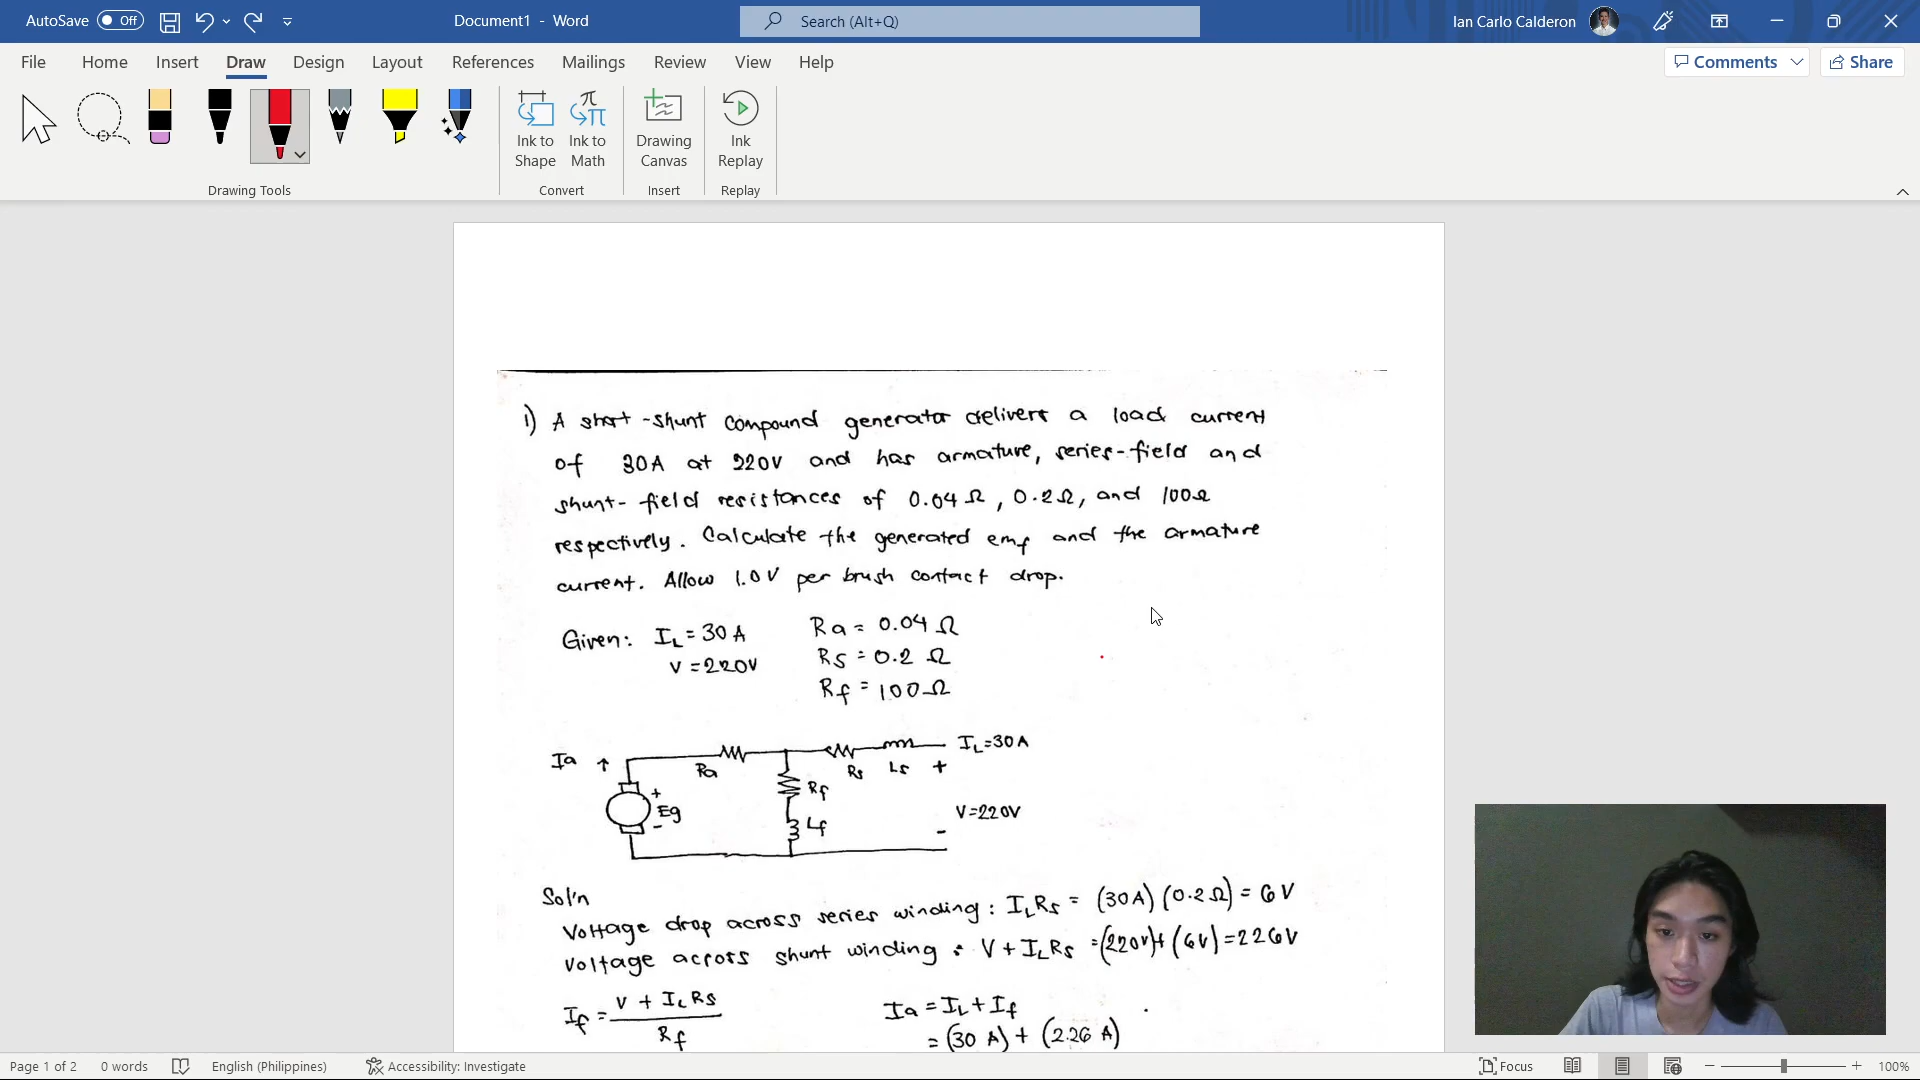 AutoSave Off
Document1 - Word
Search (Alt+Q)
Ian Carlo Calderon
File Home Insert Draw Design Layout References Mailings Review View Help
Comments Share
Ink to Shape
Ink to Math
Drawing Canvas
Ink Replay
Drawing Tools Convert Insert Replay
1) A short-shunt compound generator delivers a load current
of 30A at 220V and has armature, series-field and
shunt-field resistances of 0.04 Ω, 0.2 Ω, and 100Ω
respectively. Calculate the generated emf and the armature
current. Allow 1.0V per brush contact drop.
Given: IL = 30 A Ra = 0.04 Ω
V = 220V Rs = 0.2 Ω
Rf = 100 Ω
Ia ↑ Ra Rs Ls IL=30A
+
+ Eg - Rf Lf V=220V
-
Sol'n
Voltage drop across series winding: ILRs = (30A)(0.2 Ω) = 6V
Voltage across shunt winding: V + ILRs = (220V)+(6V) = 226V
If = V + ILRs / Rf Ia = IL + If
= (30 A) + (2.26 A)
Page 1 of 2 0 words English (Philippines) Accessibility: Investigate Focus 100%